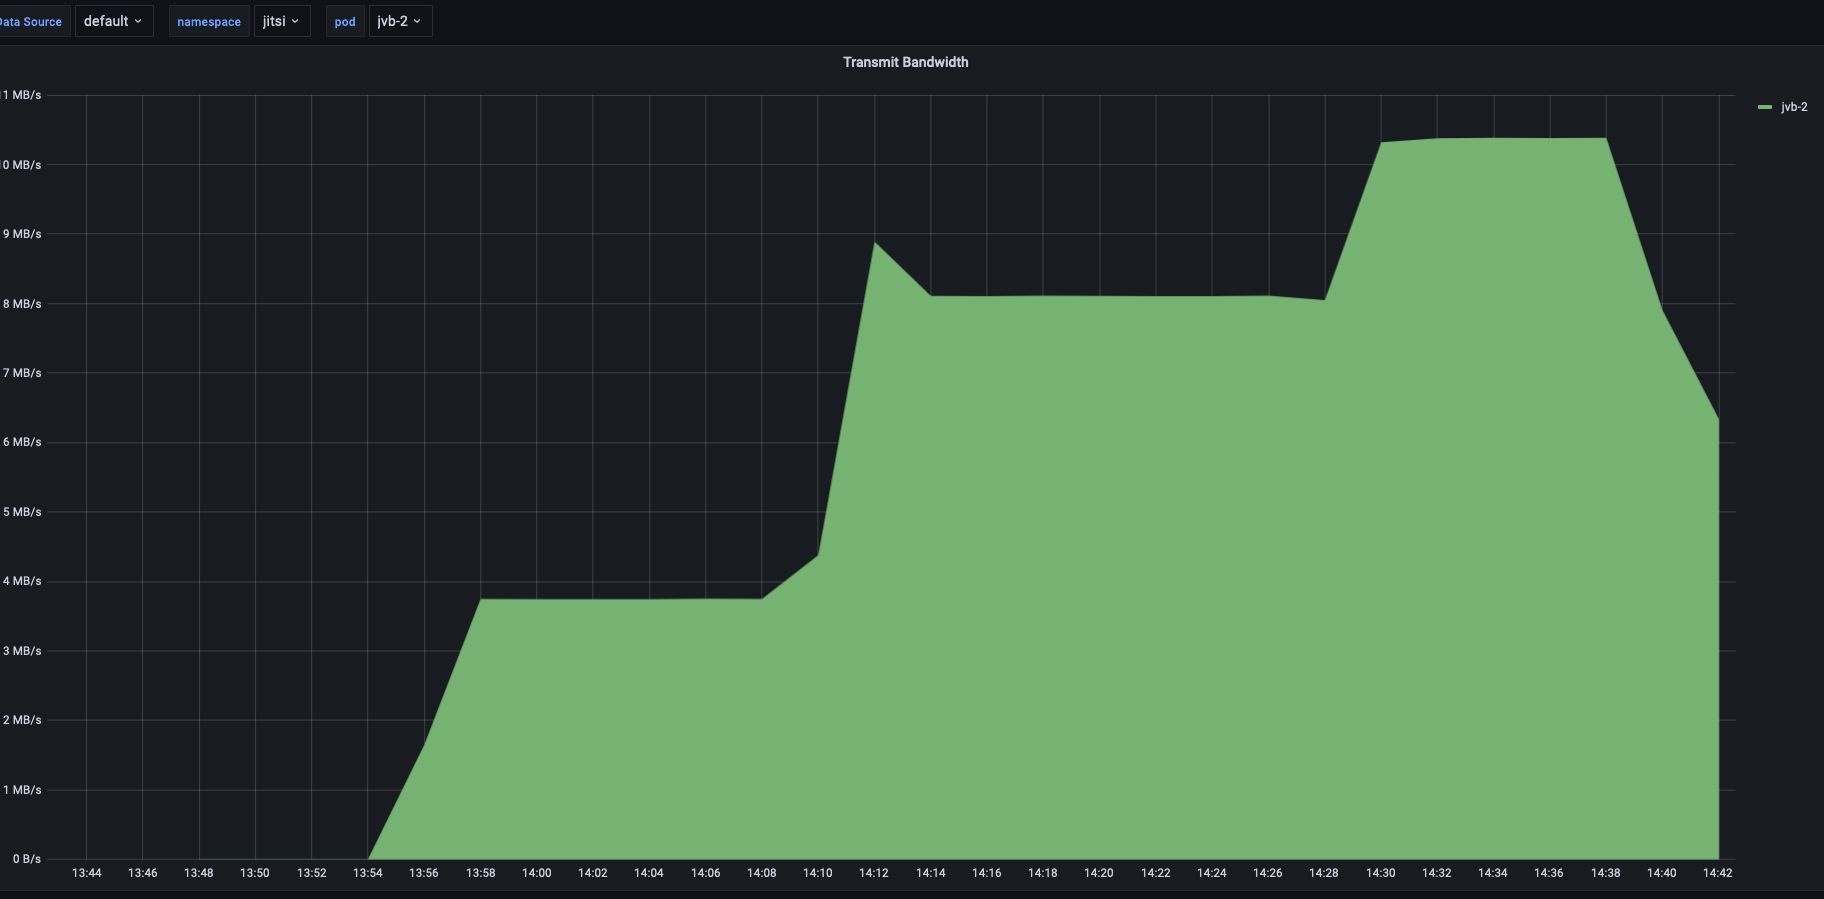 Data Source default namespace jitsi pod jvb-2
Transmit Bandwidth
11 MB/s
jvb-2
10 MB/s
9 MB/s
8 MB/s
7 MB/s
6 MB/s
5 MB/s
4 MB/s
3 MB/s
2 MB/s
1 MB/s
0 B/s
13:44 13:46 13:48 13:50 13:52 13:54 13:56 13:58 14:00 14:02 14:04 14:06 14:08 14:10 14:12 14:14 14:16 14:18 14:20 14:22 14:24 14:26 14:28 14:30 14:32 14:34 14:36 14:38 14:40 14:42